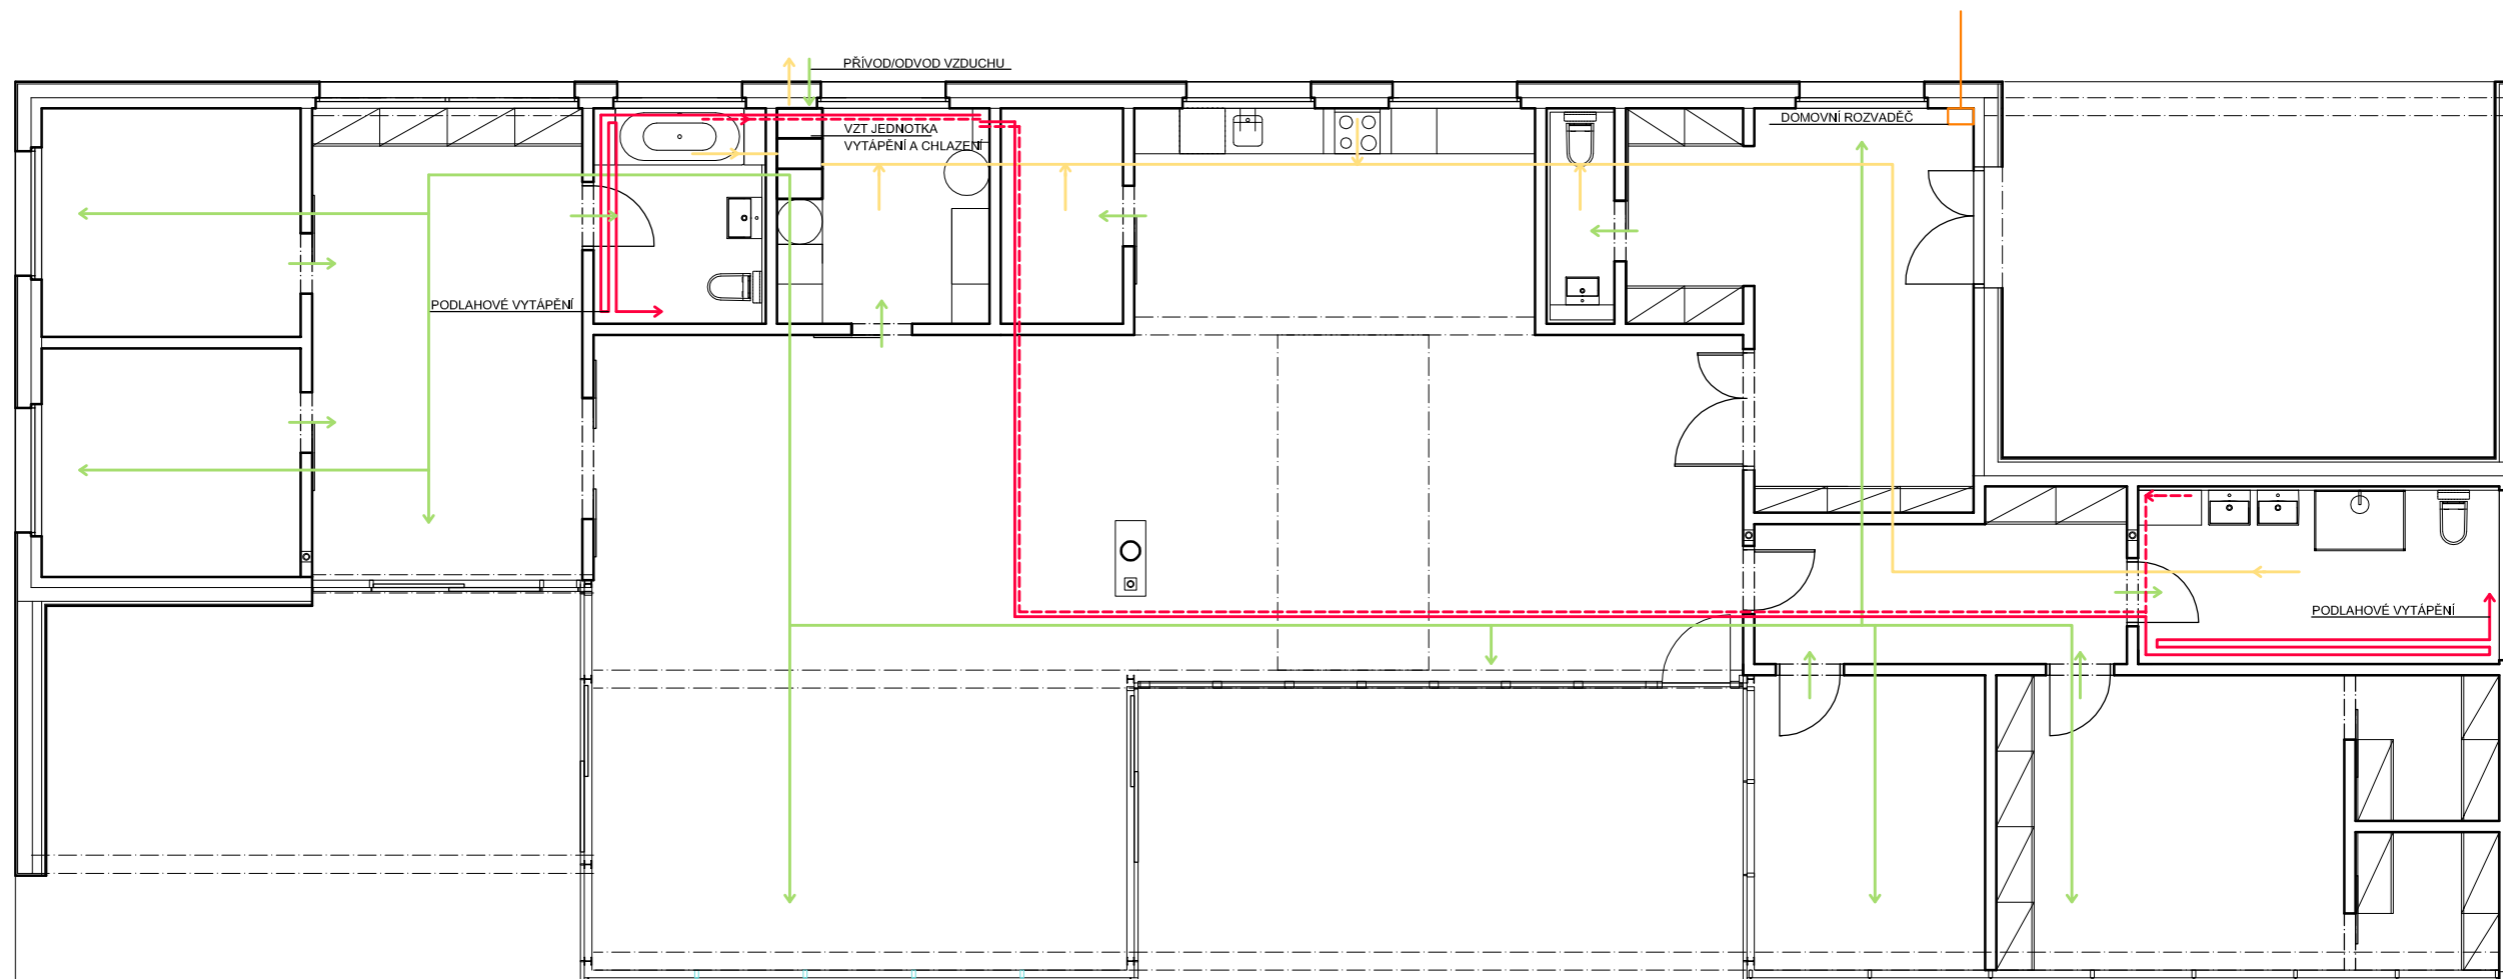 PŘÍVOD/ODVOD VZDUCHU
VZT JEDNOTKA
VYTÁPĚNÍ A CHLAZENÍ
DOMOVNÍ ROZVADĚČ
PODLAHOVÉ VYTÁPĚNÍ
PODLAHOVÉ VYTÁPĚNÍ